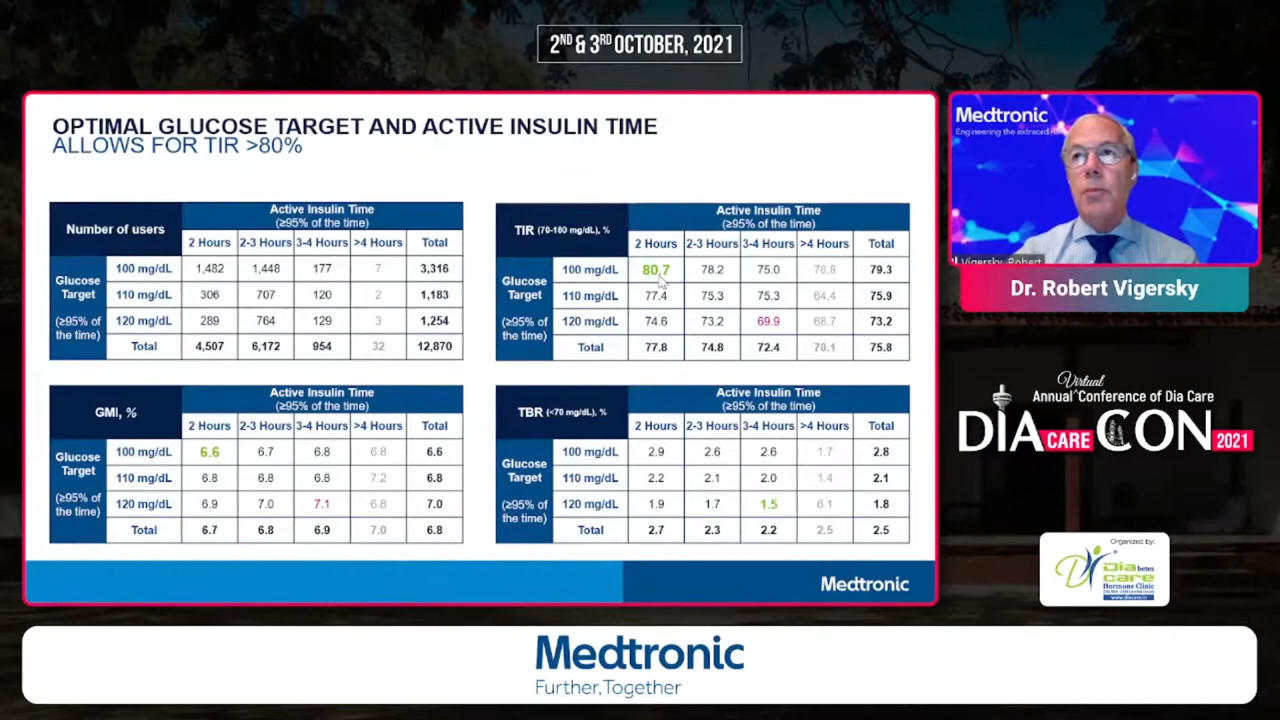 2ND & 3RD OCTOBER, 2021
OPTIMAL GLUCOSE TARGET AND ACTIVE INSULIN TIME
ALLOWS FOR TIR >80%
Number of users
Active Insulin Time
(≥95% of the time)
2 Hours 2-3 Hours 3-4 Hours >4 Hours Total
Glucose Target (≥95% of the time)
100 mg/dL 1,482 1,448 177 7 3,316
110 mg/dL 306 707 120 2 1,183
120 mg/dL 289 764 129 3 1,254
Total 4,507 6,172 954 32 12,870
TIR (70-180 mg/dL), %
Active Insulin Time
(≥95% of the time)
2 Hours 2-3 Hours 3-4 Hours >4 Hours Total
Glucose Target (≥95% of the time)
100 mg/dL 80.7 78.2 75.0 76.8 79.3
110 mg/dL 77.4 75.3 75.3 64.4 75.9
120 mg/dL 74.6 73.2 69.9 68.7 73.2
Total 77.8 74.8 72.4 70.1 75.8
GMI, %
Active Insulin Time
(≥95% of the time)
2 Hours 2-3 Hours 3-4 Hours >4 Hours Total
Glucose Target (≥95% of the time)
100 mg/dL 6.6 6.7 6.8 6.8 6.6
110 mg/dL 6.8 6.8 6.8 7.2 6.8
120 mg/dL 6.9 7.0 7.1 6.8 7.0
Total 6.7 6.8 6.9 7.0 6.8
TBR (<70 mg/dL), %
Active Insulin Time
(≥95% of the time)
2 Hours 2-3 Hours 3-4 Hours >4 Hours Total
Glucose Target (≥95% of the time)
100 mg/dL 2.9 2.6 2.6 1.7 2.8
110 mg/dL 2.2 2.1 2.0 1.4 2.1
120 mg/dL 1.9 1.7 1.5 6.1 1.8
Total 2.7 2.3 2.2 2.5 2.5
Medtronic
Medtronic
Engineering the extraordi
Vigersky, Robert
Dr. Robert Vigersky
Virtual
Annual^Conference of Dia Care
DIA CARE CON 2021
Organized by:
Diabetes
care
Hormone Clinic
www.diacare.in
Medtronic
Further, Together